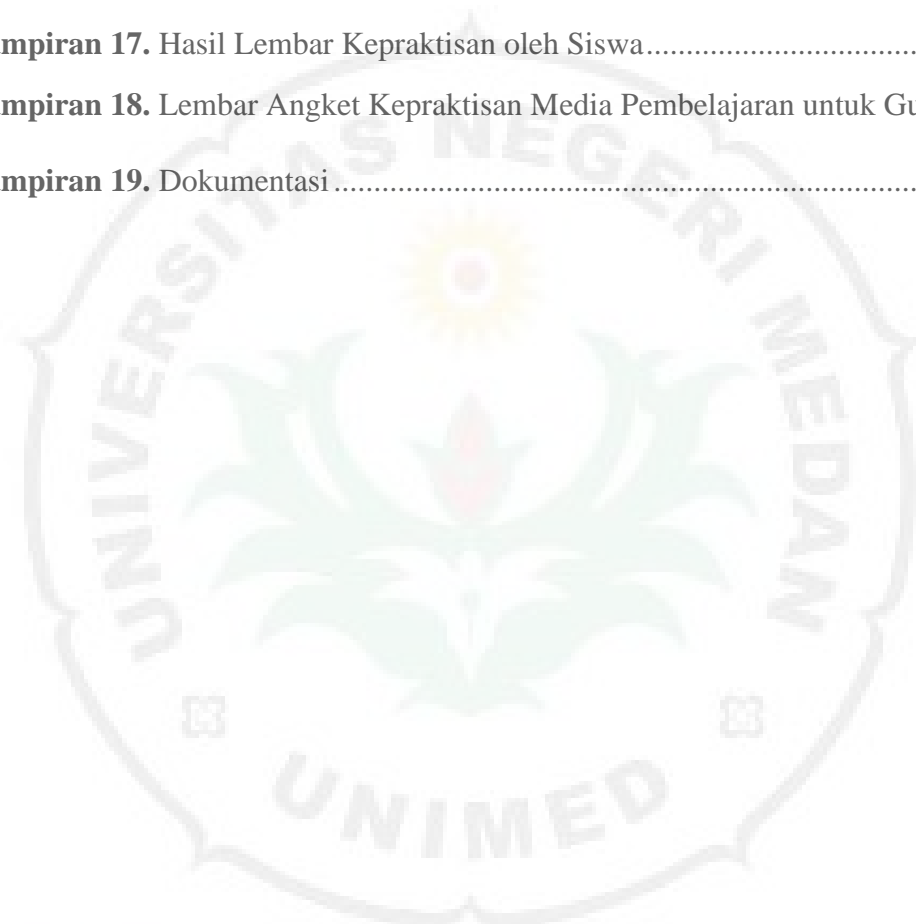 mpiran 17. Hasil Lembar Kepraktisan oleh Siswa.................................
mpiran 18. Lembar Angket Kepraktisan Media Pembelajaran untuk Gu
mpiran 19. Dokumentasi........................................................................
UNIVERSITAS NEGERI MEDAN
UNIMED